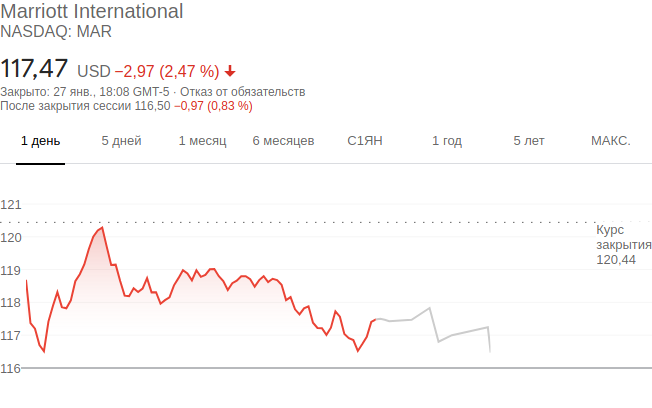 Marriott International
NASDAQ: MAR
117,47 USD −2,97 (2,47 %)
Закрыто: 27 янв., 18:08 GMT-5 · Отказ от обязательств
После закрытия сессии 116,50 −0,97 (0,83 %)
1 день 5 дней 1 месяц 6 месяцев С1ЯН 1 год 5 лет МАКС.
121
120
119
118
117
116
Курс
закрытия
120,44